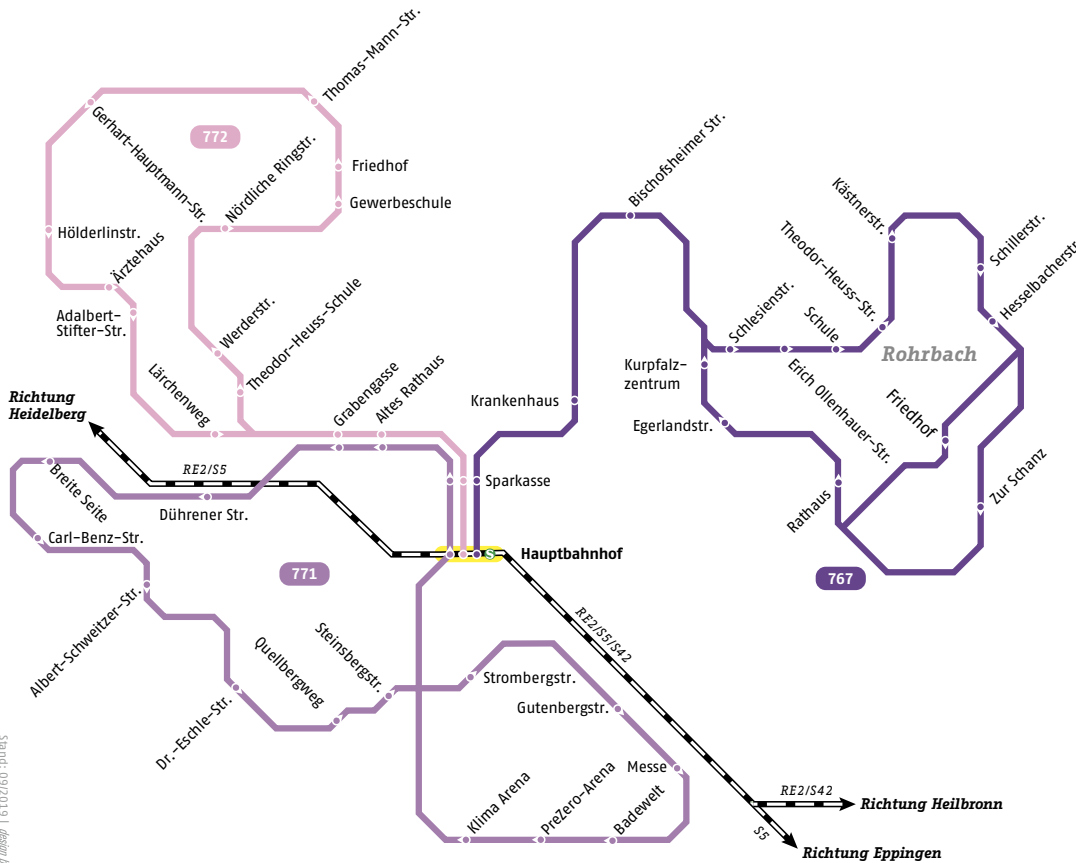 Thomas-Mann-Str.
Gerhart-Hauptmann-Str.
772
Nördliche Ringstr.
Friedhof
Gewerbeschule
Hölderlinstr.
Ärztehaus
Adalbert-
Stifter-Str.
Werderstr.
Theodor-Heuss-Schule
Lärchenweg
Grabengasse
Altes Rathaus
Bischofsheimer Str.
Kästnerstr.
Theodor-Heuss-Str.
Schillerstr.
Hesselbacherstr
Schlesienstr.
Schule
Rohrbach
Kurpfalz-
zentrum
Erich Ollenhauer-Str.
Friedhof
Krankenhaus
Egerlandstr.
Rathaus
Zur Schanz
Richtung
Heidelberg
RE2/S5
Breite Seite
Dührener Str.
Sparkasse
Carl-Benz-Str.
S
Hauptbahnhof
771
767
Albert-Schweitzer-Str.
RE2/S5/S42
Quellbergweg
Steinsbergstr.
Strombergstr.
Dr.-Eschle-Str.
Gutenbergstr.
Messe
Klima Arena
PreZero-Arena
Badewelt
RE2/S42
Richtung Heilbronn
S5
Richtung Eppingen
Stand: 09/2019 |